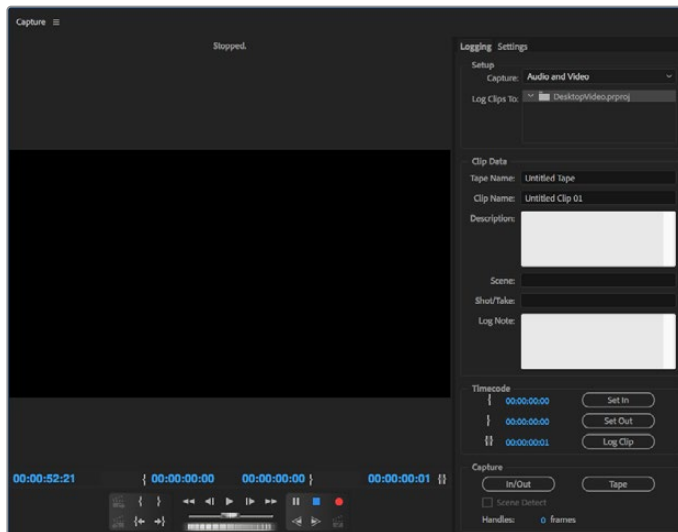 Capture
Stopped.
Logging Settings
Setup
Capture: Audio and Video
Log Clips To: DesktopVideo.prproj
Clip Data
Tape Name: Untitled Tape
Clip Name: Untitled Clip 01
Description:
Scene:
Shot/Take:
Log Note:
Timecode
{ 00:00:00:00 Set In
} 00:00:00:00 Set Out
{} 00:00:00:01 Log Clip
00:00:52:21 { 00:00:00:00 00:00:00:00 } 00:00:00:01 {}
Capture
In/Out Tape
Scene Detect
Handles: 0 frames